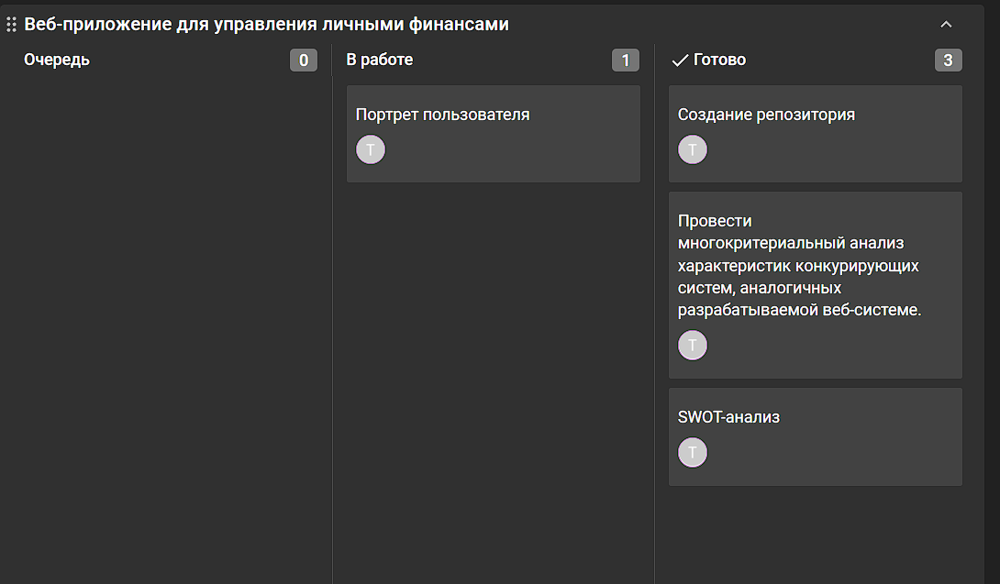 Веб-приложение для управления личными финансами
Очередь 0
В работе 1
Готово 3
Портрет пользователя
T
Создание репозитория
T
Провести
многокритериальный анализ
характеристик конкурирующих
систем, аналогичных
разрабатываемой веб-системе.
T
SWOT-анализ
T